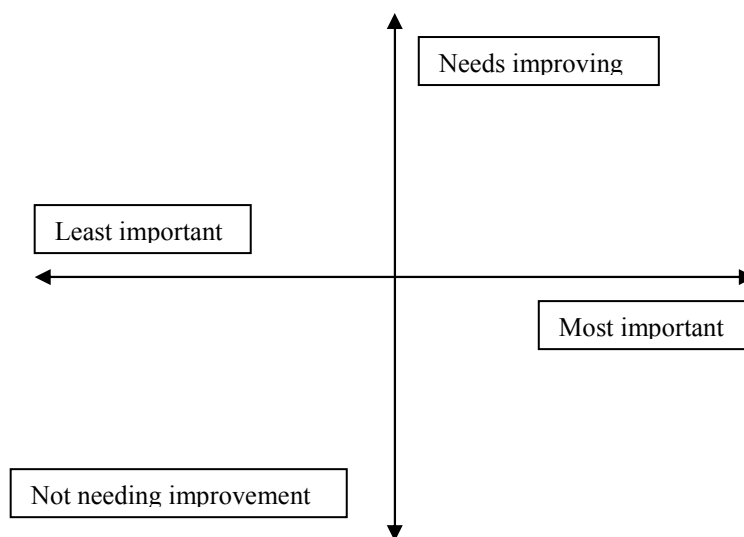 Needs improving
Least important
Most important
Not needing improvement